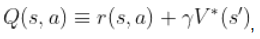 Q(s, a) ≡ r(s, a) + γV*(s′),